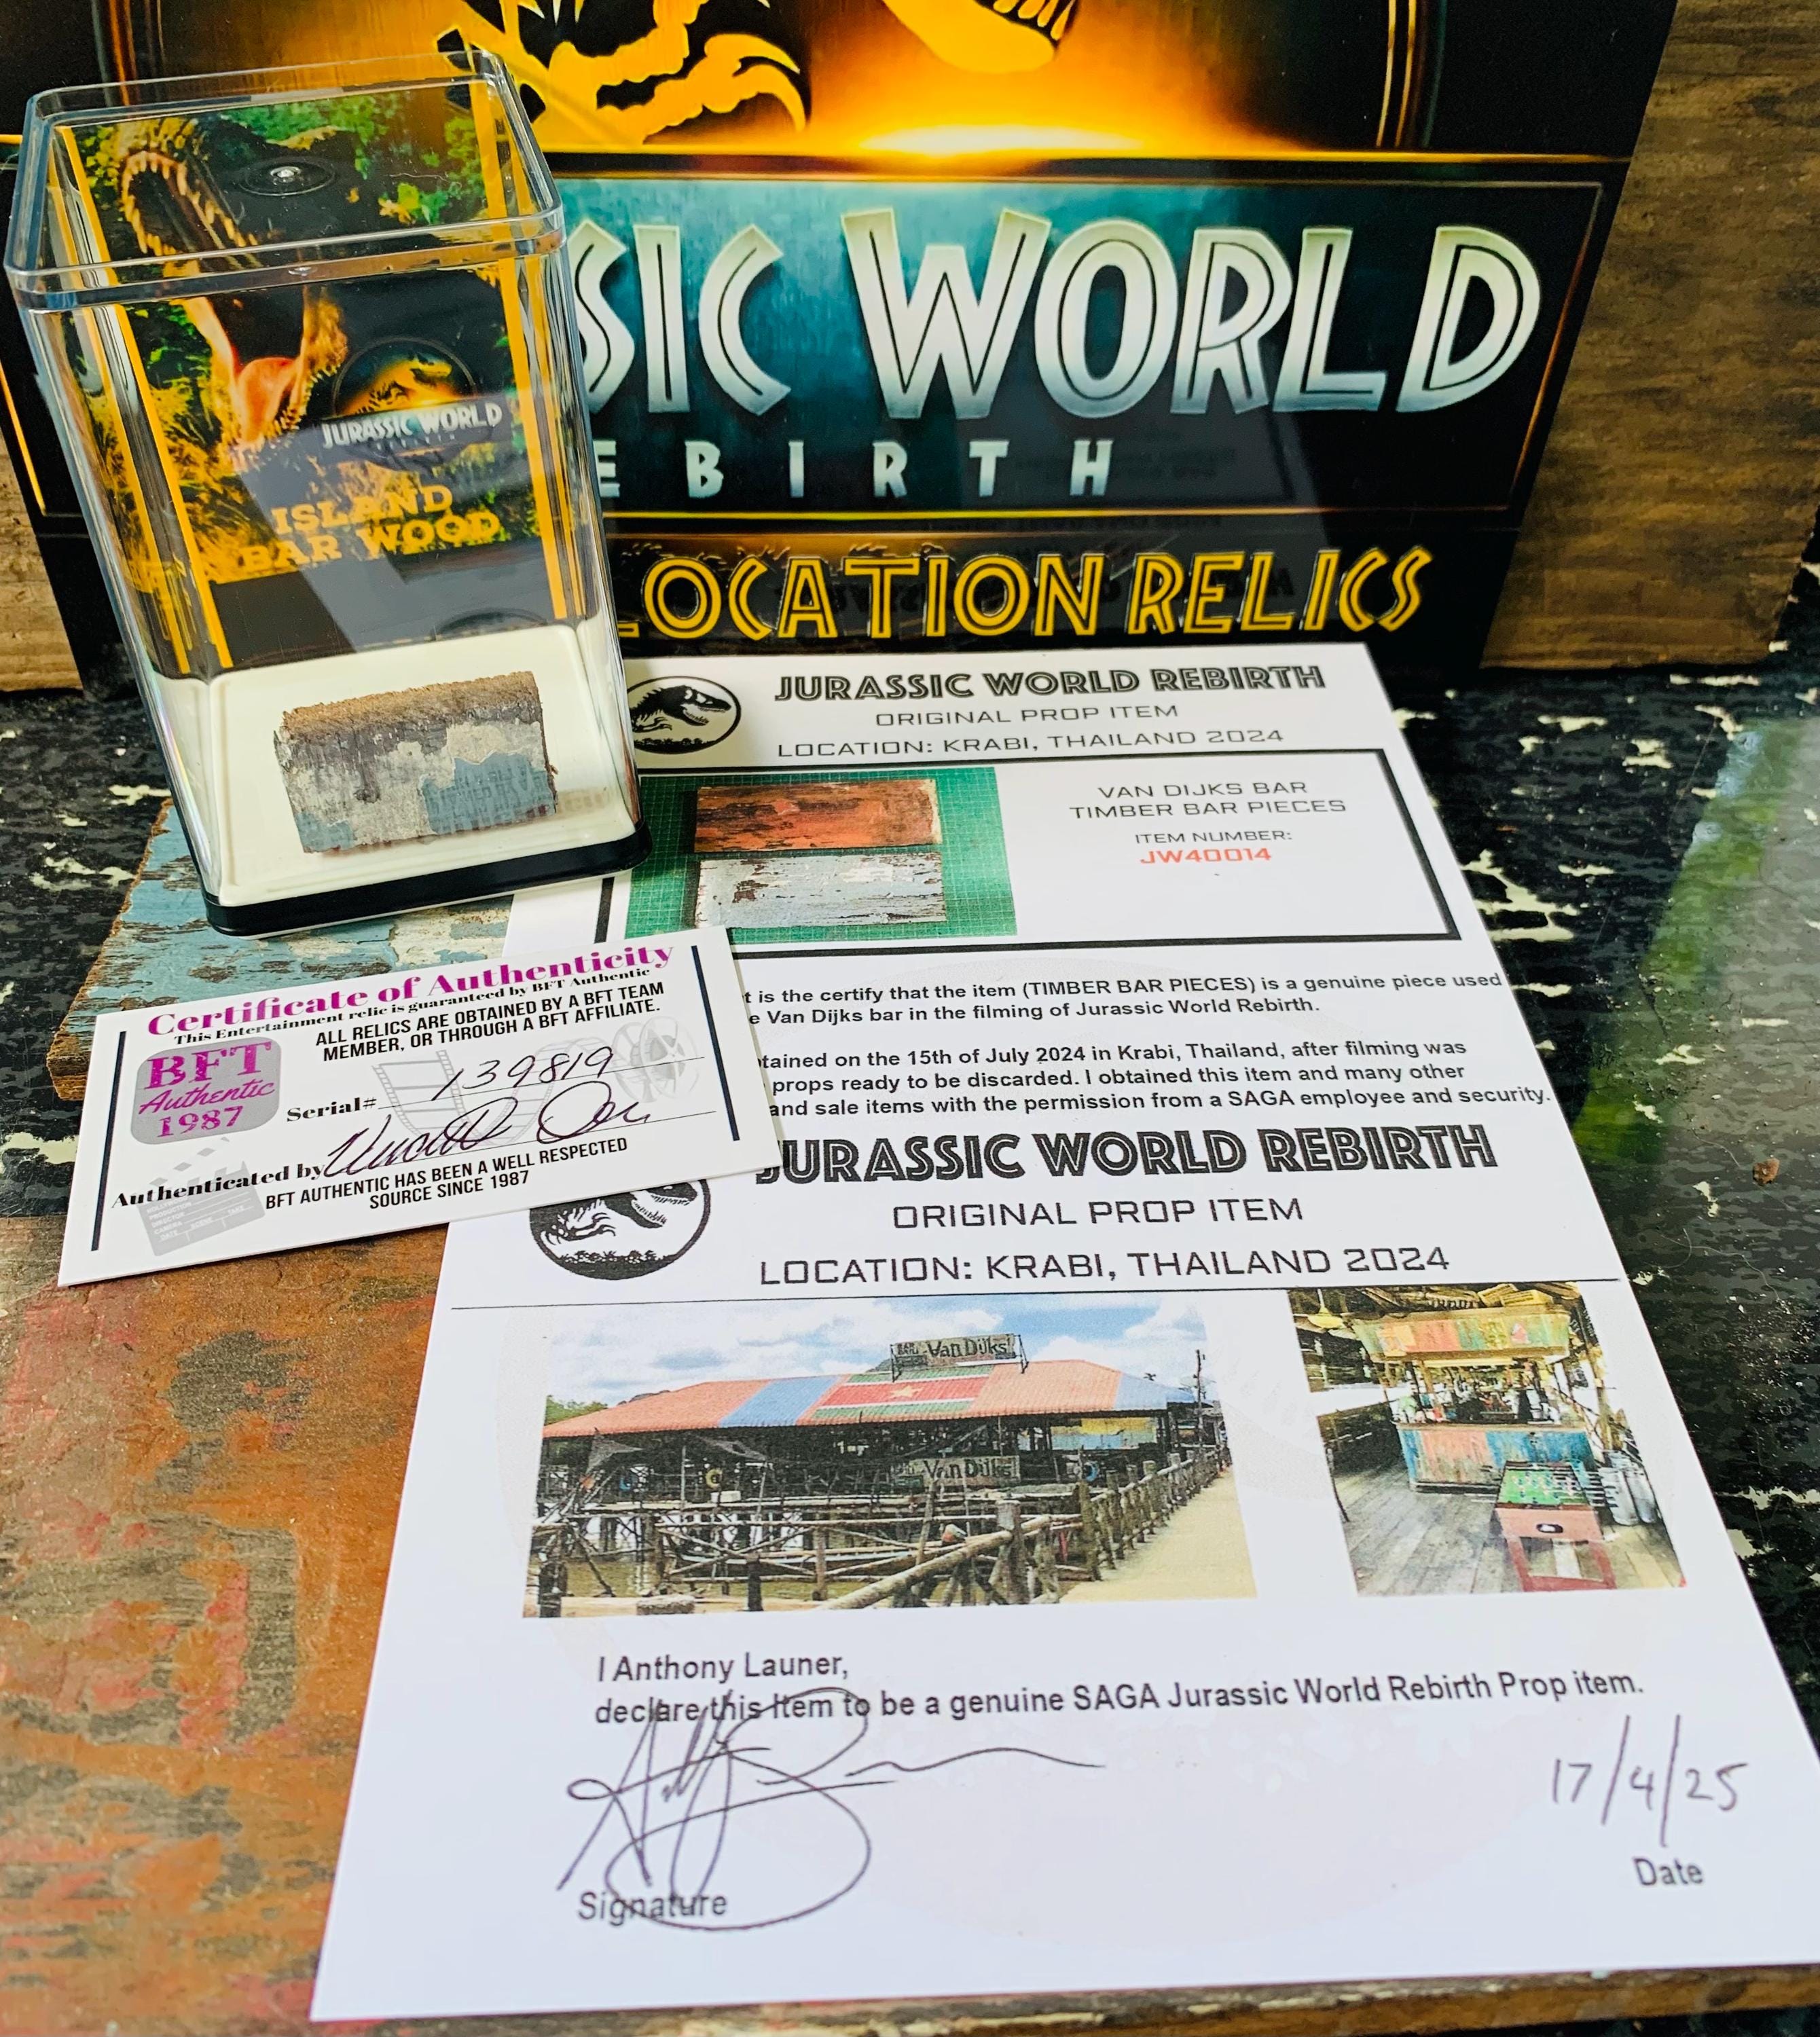 SIC WORLD
EBIRTH
LOCATION RELICS
JURASSIC WORLD
ISLAND
BAR WOOD
JURASSIC WORLD REBIRTH
ORIGINAL PROP ITEM
LOCATION: KRABI, THAILAND 2024
VAN DIJKS BAR
TIMBER BAR PIECES
ITEM NUMBER:
JW40014
t is the certify that the item (TIMBER BAR PIECES) is a genuine piece used
e Van Dijks bar in the filming of Jurassic World Rebirth.
tained on the 15th of July 2024 in Krabi, Thailand, after filming was
props ready to be discarded. I obtained this item and many other
and sale items with the permission from a SAGA employee and security.
Certificate of Authenticity
This Entertainment relic is guaranteed by BFT Authentic
ALL RELICS ARE OBTAINED BY A BFT TEAM
MEMBER, OR THROUGH A BFT AFFILIATE.
BFT
Authentic
1987
Serial# 139819
Authenticated by
BFT AUTHENTIC HAS BEEN A WELL RESPECTED
SOURCE SINCE 1987
JURASSIC WORLD REBIRTH
ORIGINAL PROP ITEM
LOCATION: KRABI, THAILAND 2024
Van Dijks
Van Dijks
I Anthony Launer,
declare this item to be a genuine SAGA Jurassic World Rebirth Prop item.
17/4/25
Signature
Date